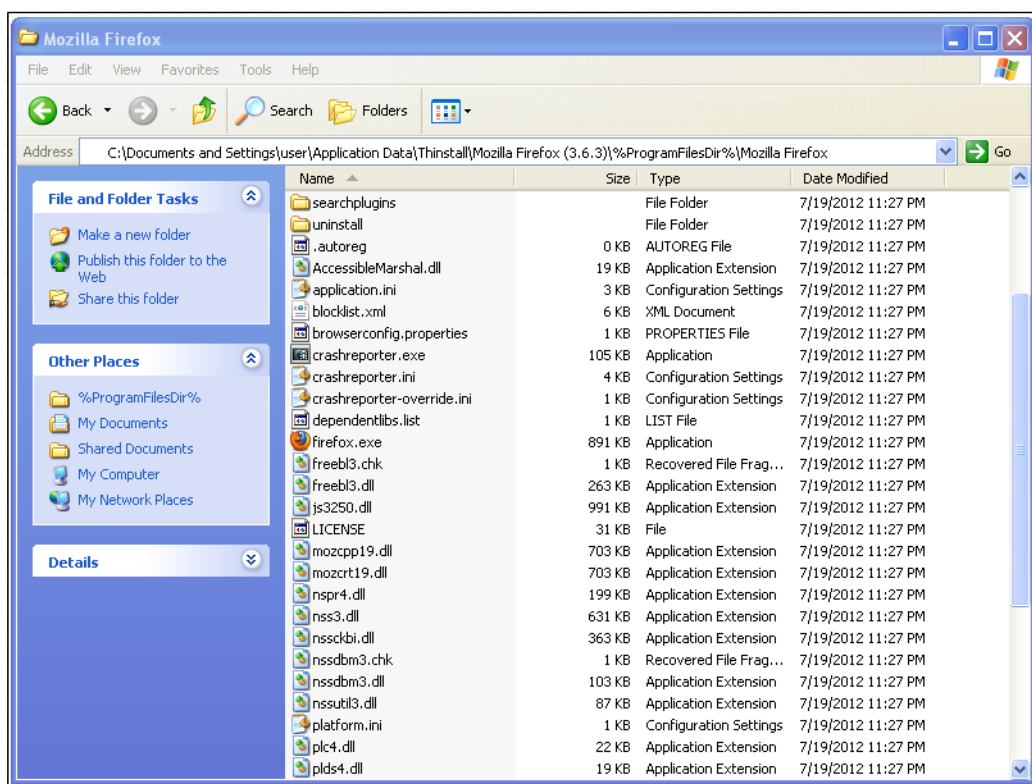 Mozilla Firefox
File Edit View Favorites Tools Help
Back Search Folders
Address C:\Documents and Settings\user\Application Data\Thinstall\Mozilla Firefox (3.6.3)\%ProgramFilesDir%\Mozilla Firefox Go
File and Folder Tasks
Make a new folder
Publish this folder to the
Web
Share this folder
Other Places
%ProgramFilesDir%
My Documents
Shared Documents
My Computer
My Network Places
Details
Name Size Type Date Modified
searchplugins File Folder 7/19/2012 11:27 PM
uninstall File Folder 7/19/2012 11:27 PM
.autoreg 0 KB AUTOREG File 7/19/2012 11:27 PM
AccessibleMarshal.dll 19 KB Application Extension 7/19/2012 11:27 PM
application.ini 3 KB Configuration Settings 7/19/2012 11:27 PM
blocklist.xml 6 KB XML Document 7/19/2012 11:27 PM
browserconfig.properties 1 KB PROPERTIES File 7/19/2012 11:27 PM
crashreporter.exe 105 KB Application 7/19/2012 11:27 PM
crashreporter.ini 4 KB Configuration Settings 7/19/2012 11:27 PM
crashreporter-override.ini 1 KB Configuration Settings 7/19/2012 11:27 PM
dependentlibs.list 1 KB LIST File 7/19/2012 11:27 PM
firefox.exe 891 KB Application 7/19/2012 11:27 PM
freebl3.chk 1 KB Recovered File Frag... 7/19/2012 11:27 PM
freebl3.dll 263 KB Application Extension 7/19/2012 11:27 PM
js3250.dll 991 KB Application Extension 7/19/2012 11:27 PM
LICENSE 31 KB File 7/19/2012 11:27 PM
mozcpp19.dll 703 KB Application Extension 7/19/2012 11:27 PM
mozcrt19.dll 703 KB Application Extension 7/19/2012 11:27 PM
nspr4.dll 199 KB Application Extension 7/19/2012 11:27 PM
nss3.dll 631 KB Application Extension 7/19/2012 11:27 PM
nssckbi.dll 363 KB Application Extension 7/19/2012 11:27 PM
nssdbm3.chk 1 KB Recovered File Frag... 7/19/2012 11:27 PM
nssdbm3.dll 103 KB Application Extension 7/19/2012 11:27 PM
nssutil3.dll 87 KB Application Extension 7/19/2012 11:27 PM
platform.ini 1 KB Configuration Settings 7/19/2012 11:27 PM
plc4.dll 22 KB Application Extension 7/19/2012 11:27 PM
plds4.dll 19 KB Application Extension 7/19/2012 11:27 PM